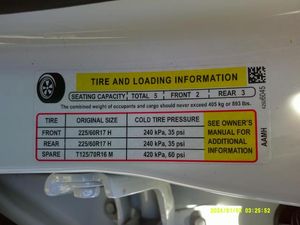 TIRE AND LOADING INFORMATION
SEATING CAPACITY TOTAL 5 FRONT 2 REAR 3
The combined weight of occupants and cargo should never exceed 405 kg or 893 lbs.
TIRE ORIGINAL SIZE COLD TIRE PRESSURE
FRONT 225/60R17 H 240 kPa, 35 psi
REAR 225/60R17 H 240 kPa, 35 psi
SPARE T125/70R16 M 420 kPa, 60 psi
SEE OWNER'S
MANUAL FOR
ADDITIONAL
INFORMATION
AAMH
03:25:52